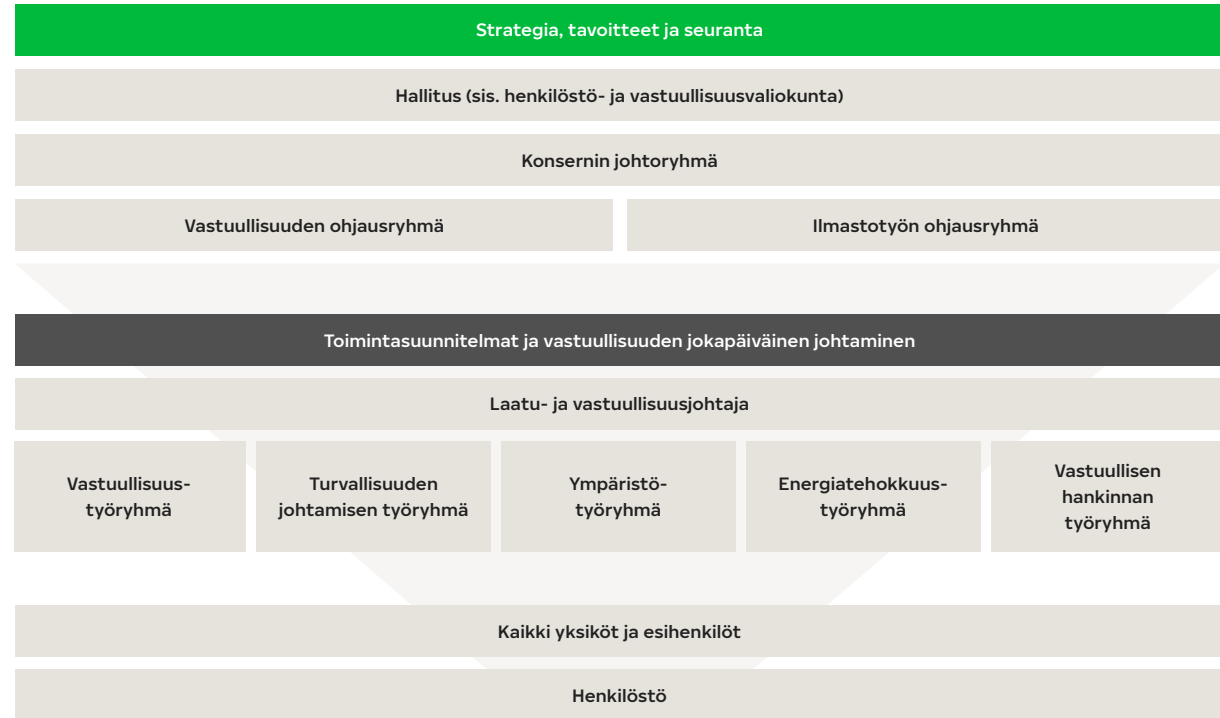 Strategia, tavoitteet ja seuranta
Hallitus (sis. henkilöstö- ja vastuullisuusvaliokunta)
Konsernin johtoryhmä
Vastuullisuuden ohjausryhmä
Ilmastotyön ohjausryhmä
Toimintasuunnitelmat ja vastuullisuuden jokapäiväinen johtaminen
Laatu- ja vastuullisuusjohtaja
Vastuullisuus-
työryhmä
Turvallisuuden
johtamisen työryhmä
Ympäristö-
työryhmä
Energiatehokkuus-
työryhmä
Vastuullisen
hankinnan
työryhmä
Kaikki yksiköt ja esihenkilöt
Henkilöstö